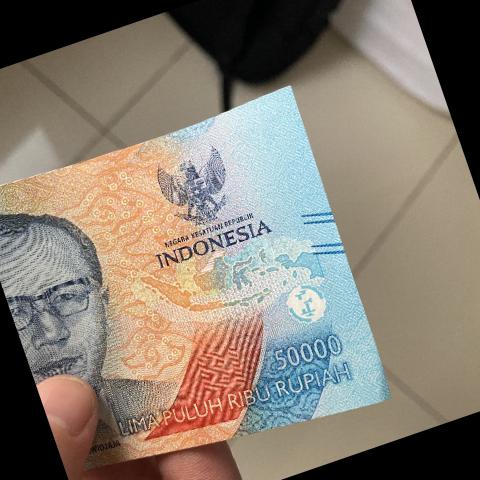 NEGARA KESATUAN REPUBLIK
INDONESIA
50000
LIMA PULUH RIBU RUPIAH